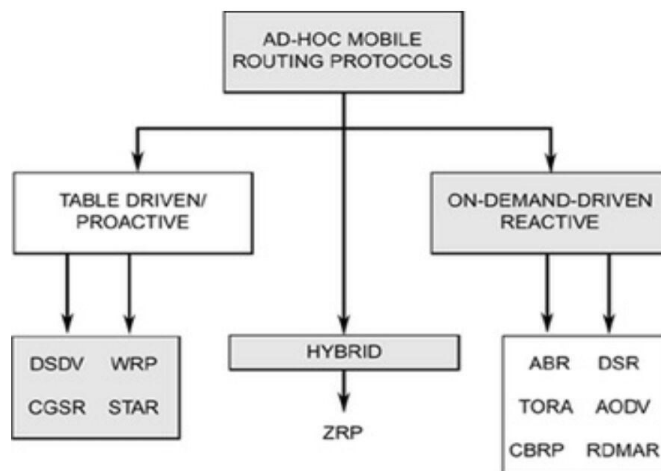 AD-HOC MOBILE
ROUTING PROTOCOLS
TABLE DRIVEN/
PROACTIVE
ON-DEMAND-DRIVEN
REACTIVE
DSDV WRP
CGSR STAR
HYBRID
ZRP
ABR DSR
TORA AODV
CBRP RDMAR